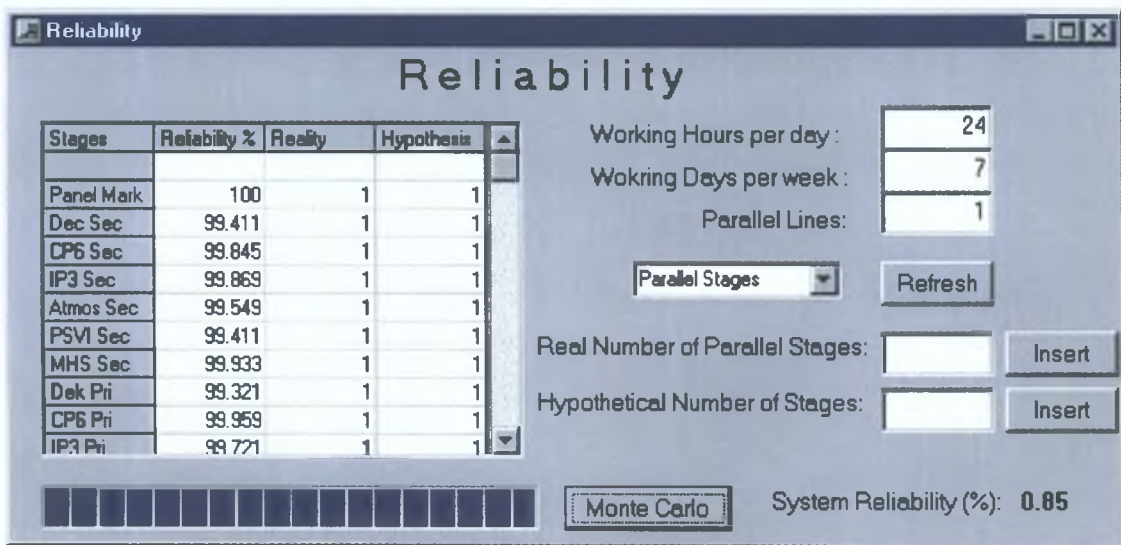 Reliability
Reliability
Stages Reliability % Reality Hypothesis
Panel Mark 100 1 1
Dec Sec 99.411 1 1
CP6 Sec 99.845 1 1
IP3 Sec 99.869 1 1
Atmos Sec 99.549 1 1
PSVI Sec 99.411 1 1
MHS Sec 99.933 1 1
Dek Pri 99.321 1 1
CP6 Pri 99.959 1 1
IP3 Pri 99.721 1 1
Working Hours per day : 24
Wokring Days per week : 7
Parallel Lines: 1
Parallel Stages Refresh
Real Number of Parallel Stages: Insert
Hypothetical Number of Stages: Insert
Monte Carlo System Reliability (%): 0.85